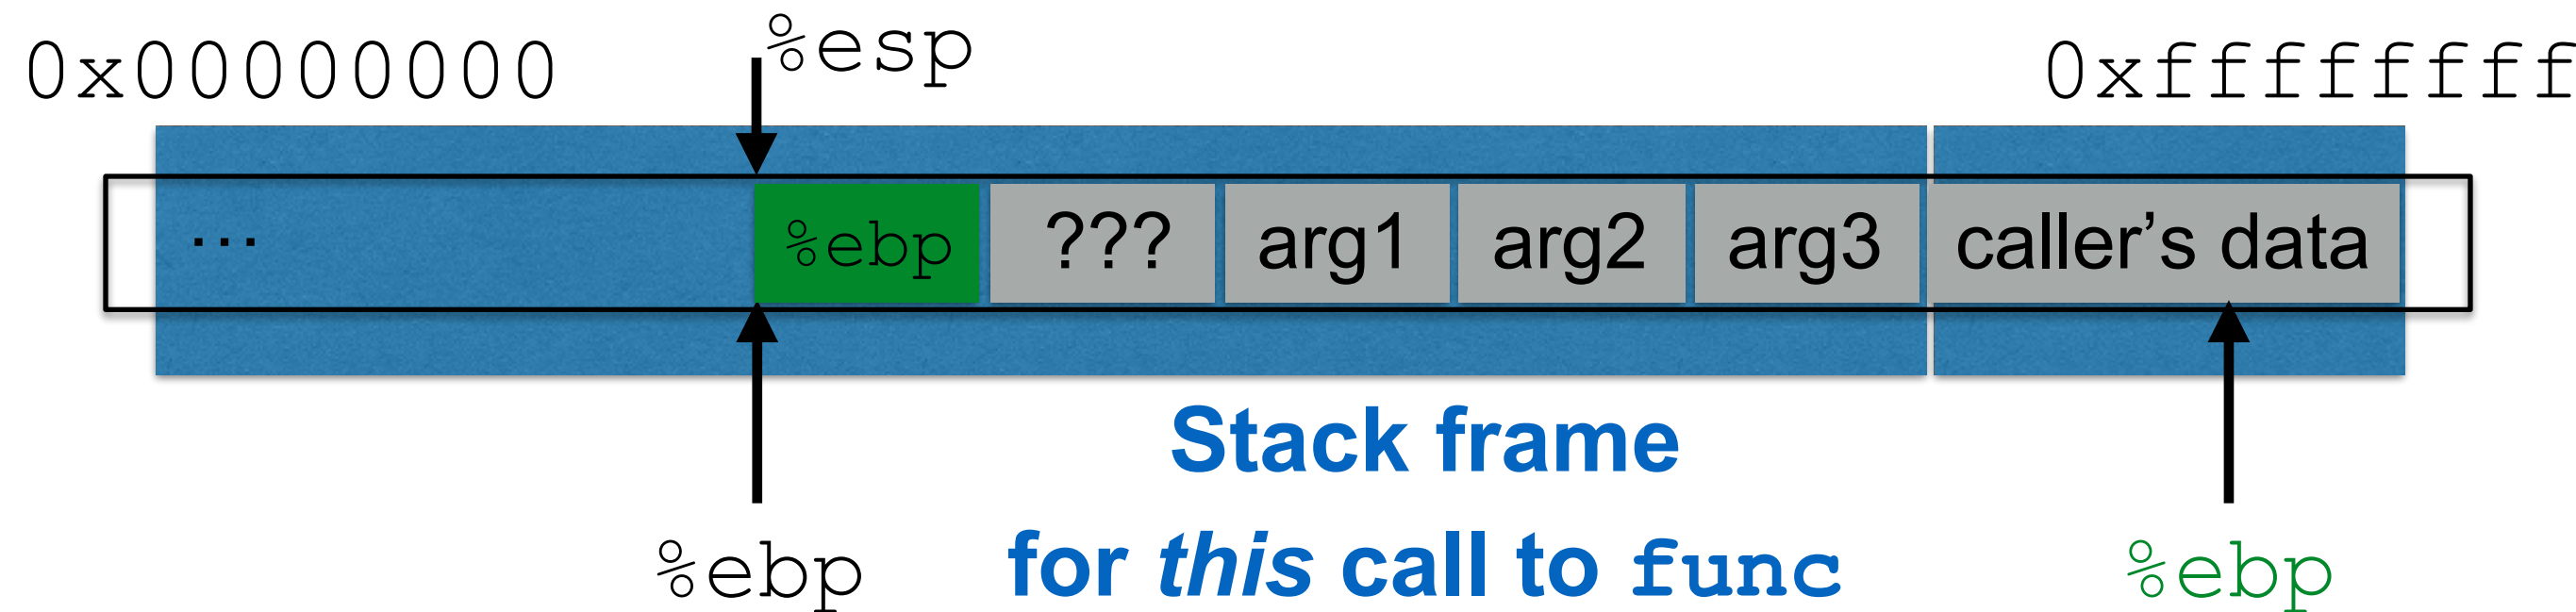 0x00000000 %esp 0xffffffff
... %ebp ??? arg1 arg2 arg3 caller’s data
Stack frame
%ebp for this call to func %ebp